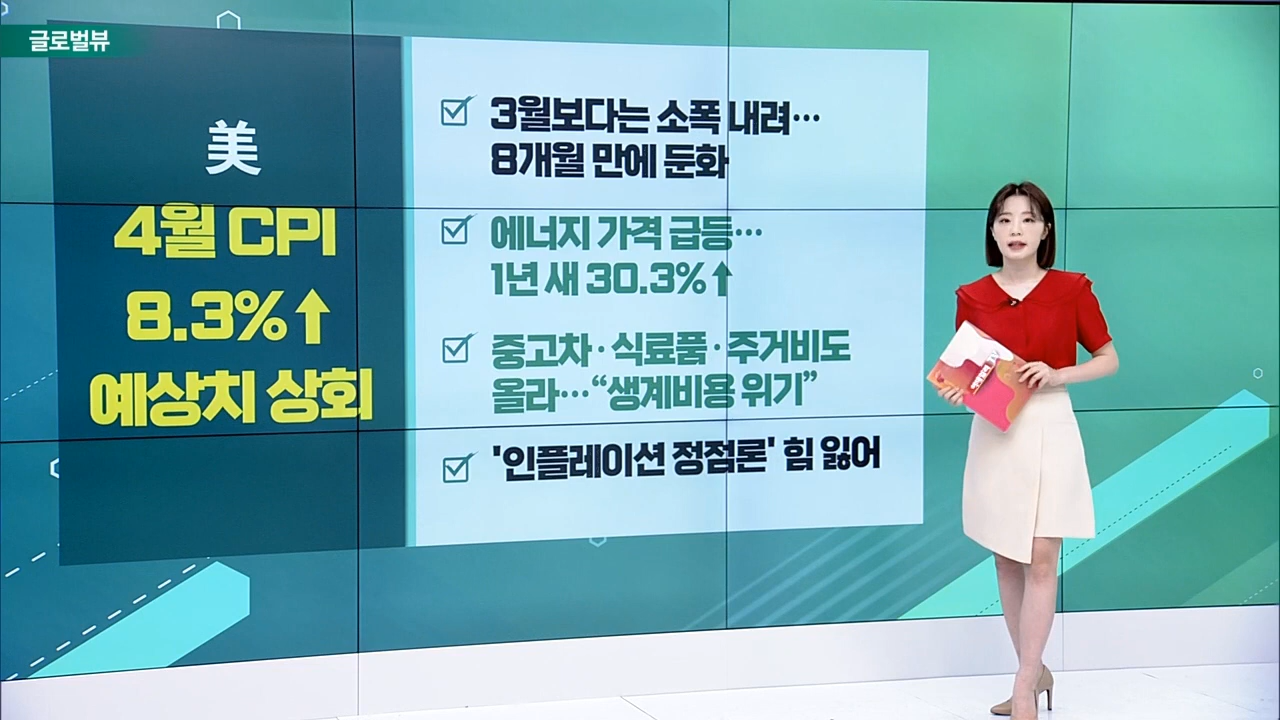 글로벌뷰
美
4월 CPI
8.3%↑
예상치 상회
3월보다는 소폭 내려…
8개월 만에 둔화
에너지 가격 급등…
1년 새 30.3%↑
중고차·식료품·주거비도
올라…“생계비용 위기”
'인플레이션 정점론' 힘 잃어